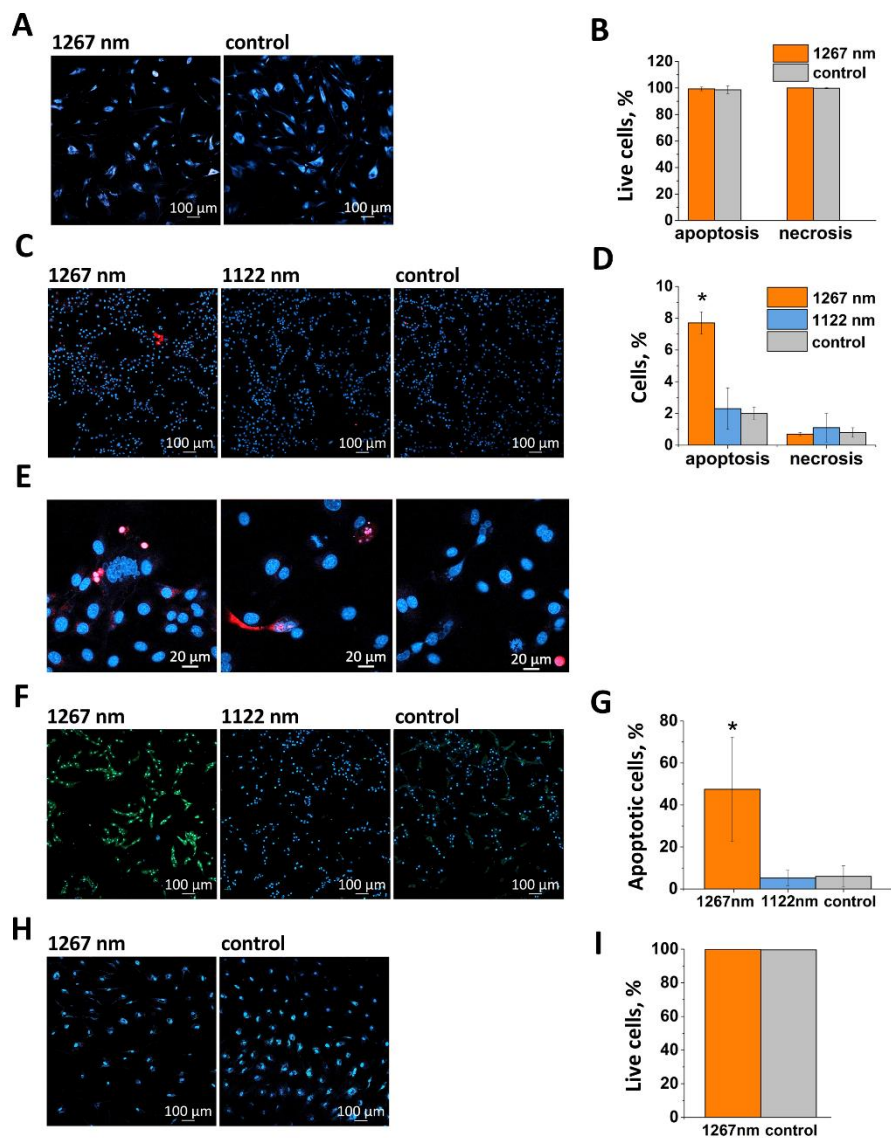 A
1267 nm control
100 µm 100 µm
B
1267 nm
control
Live cells, %
120
100
80
60
40
20
0
apoptosis necrosis
C
1267 nm 1122 nm control
100 µm 100 µm 100 µm
D
*
1267 nm
1122 nm
control
Cells, %
10
8
6
4
2
0
apoptosis necrosis
E
20 µm 20 µm 20 µm
F
1267 nm 1122 nm control
100 µm 100 µm 100 µm
G
*
Apoptotic cells, %
80
60
40
20
0
1267nm 1122nm control
H
1267 nm control
100 µm 100 µm
I
Live cells, %
100
80
60
40
20
0
1267nm control